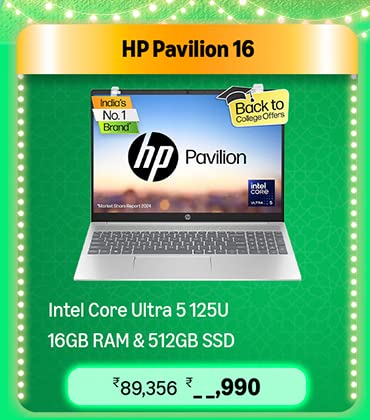 HP Pavilion 16
India's
No.1
Brand*
Back to
College Offers
hp
Pavilion
intel
CORE
ULTRA 5
*Market Share Report 2024
Intel Core Ultra 5 125U
16GB RAM & 512GB SSD
₹89,356 ₹_ _,990